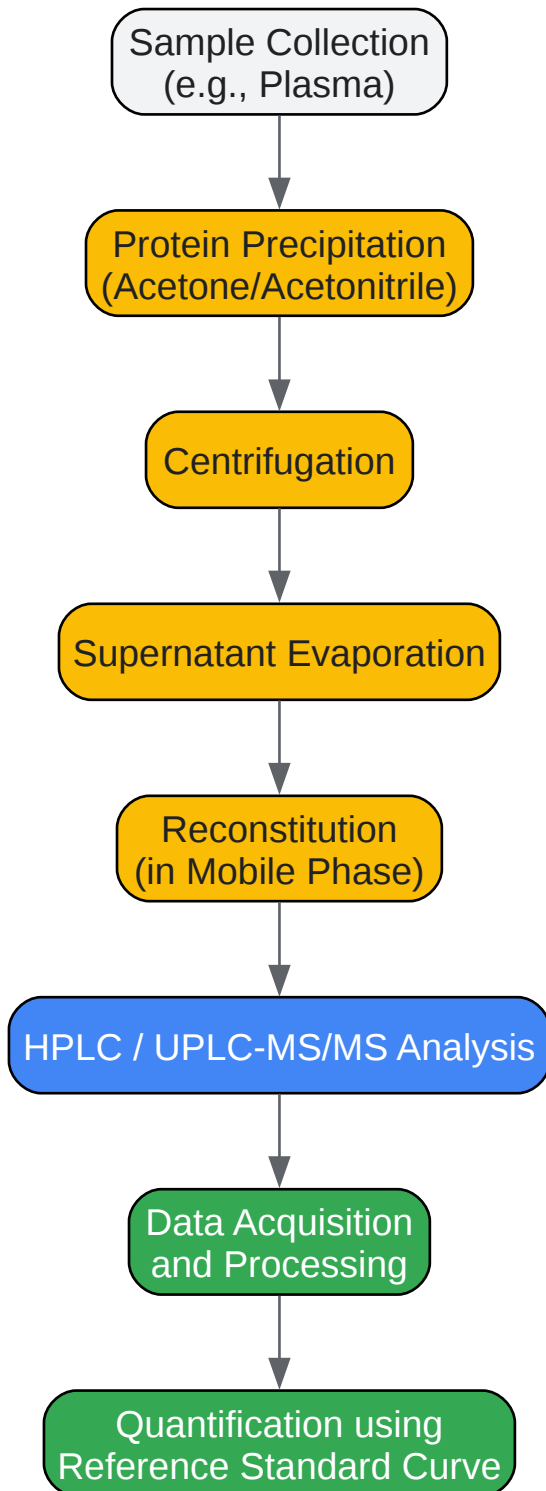 Sample Collection
(e.g., Plasma)
Protein Precipitation
(Acetone/Acetonitrile)
Centrifugation
Supernatant Evaporation
Reconstitution
(in Mobile Phase)
HPLC / UPLC-MS/MS Analysis
Data Acquisition
and Processing
Quantification using
Reference Standard Curve